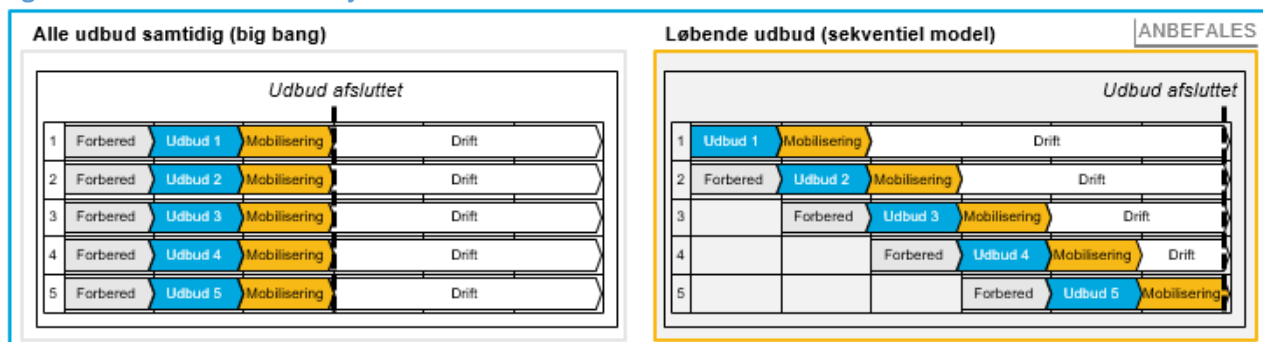 Alle udbud samtidig (big bang)
Udbud afsluttet
1 Forbered Udbud 1 Mobilisering Drift
2 Forbered Udbud 2 Mobilisering Drift
3 Forbered Udbud 3 Mobilisering Drift
4 Forbered Udbud 4 Mobilisering Drift
5 Forbered Udbud 5 Mobilisering Drift
Løbende udbud (sekventiel model)
ANBEFALES
Udbud afsluttet
1 Udbud 1 Mobilisering Drift
2 Forbered Udbud 2 Mobilisering Drift
3 Forbered Udbud 3 Mobilisering Drift
4 Forbered Udbud 4 Mobilisering Drift
5 Forbered Udbud 5 Mobilisering